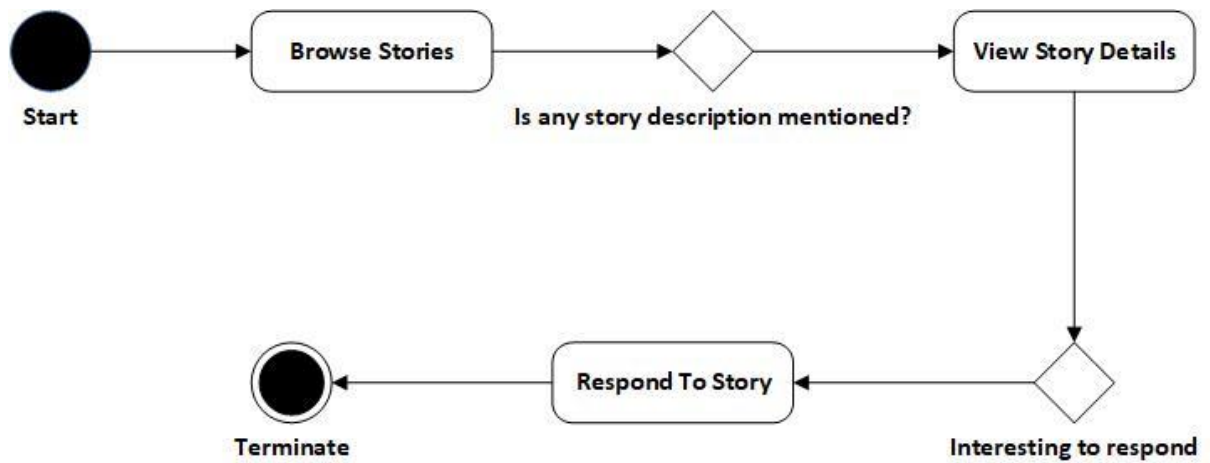 Browse Stories
View Story Details
Start
Is any story description mentioned?
Respond To Story
Terminate
Interesting to respond